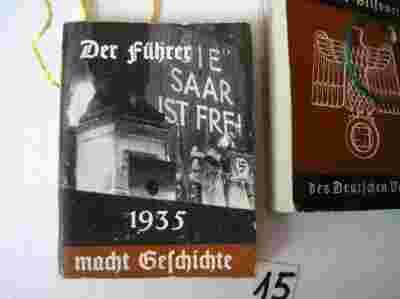 Der Führer
IE"
SAAR
IST FREI
1935
macht Geschichte
des Deutschen
15